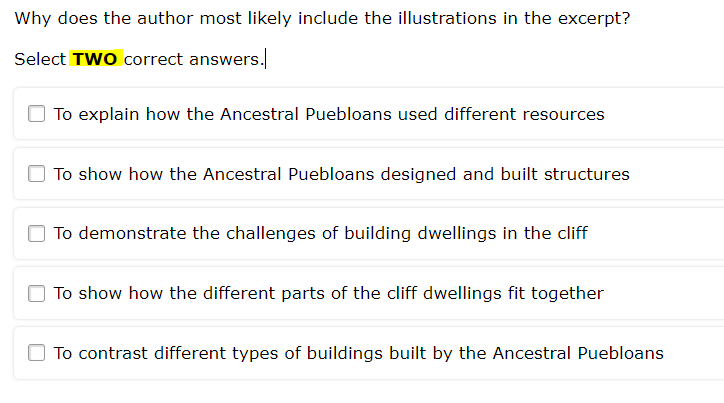 Why does the author most likely include the illustrations in the excerpt?
Select TWO correct answers.
To explain how the Ancestral Puebloans used different resources
To show how the Ancestral Puebloans designed and built structures
To demonstrate the challenges of building dwellings in the cliff
To show how the different parts of the cliff dwellings fit together
To contrast different types of buildings built by the Ancestral Puebloans